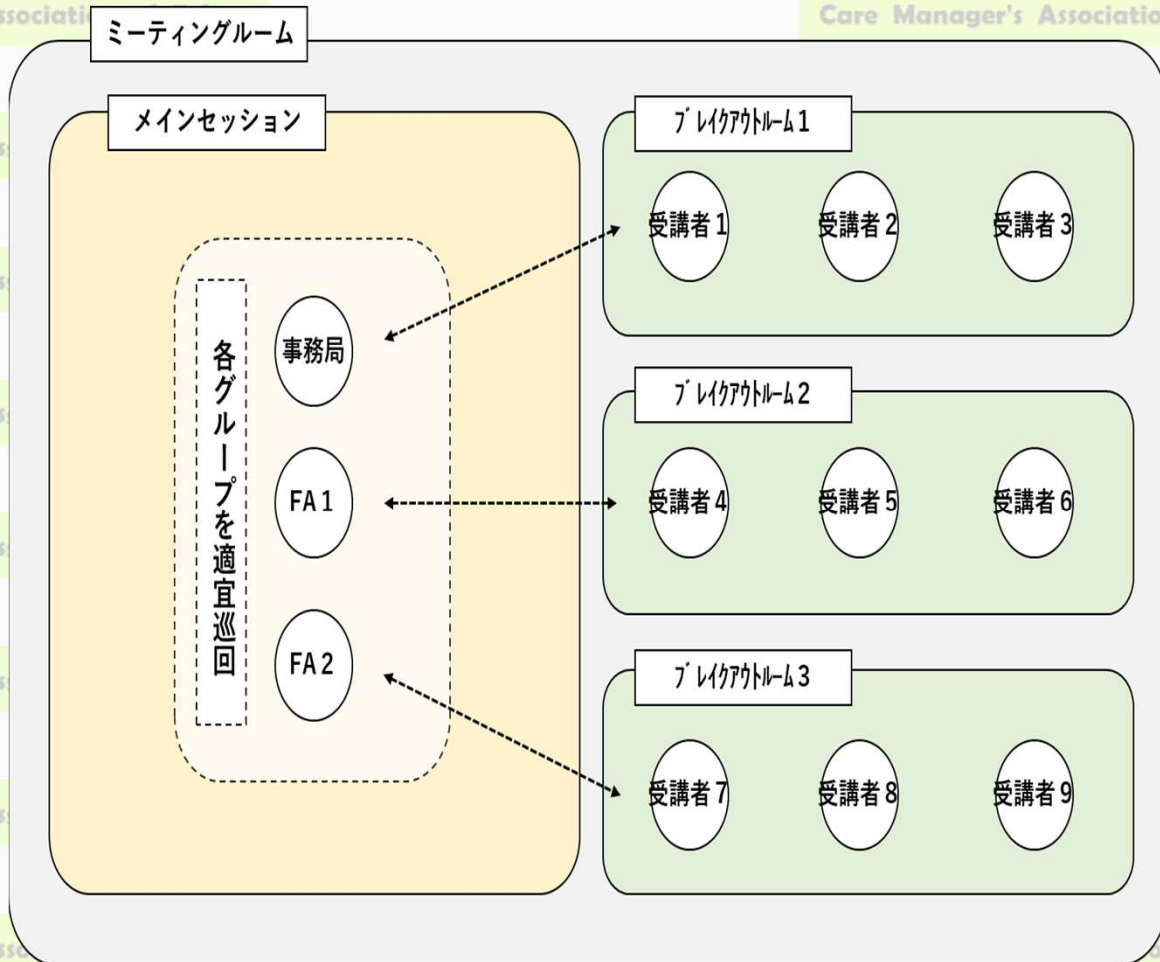 Care Manager's Associatio
ミーティングルーム
メインセッション
各グループを適宜巡回
事務局
FA1
FA2
ブレイクアウトルーム1
受講者1
受講者2
受講者3
ブレイクアウトルーム2
受講者4
受講者5
受講者6
ブレイクアウトルーム3
受講者7
受講者8
受講者9